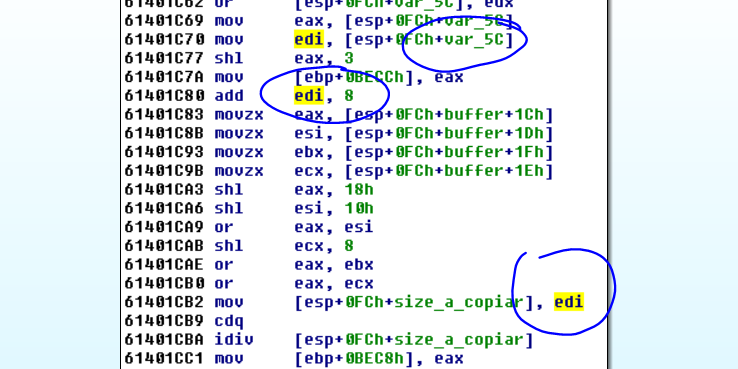 61401C62 or [esp+0FCh+var_5C], edx
61401C69 mov eax, [esp+0FCh+var_5C]
61401C70 mov edi, [esp+0FCh+var_5C]
61401C77 shl eax, 3
61401C7A mov [ebp+0BECCh], eax
61401C80 add edi, 8
61401C83 movzx eax, [esp+0FCh+buffer+1Ch]
61401C8B movzx esi, [esp+0FCh+buffer+1Dh]
61401C93 movzx ebx, [esp+0FCh+buffer+1Fh]
61401C9B movzx ecx, [esp+0FCh+buffer+1Eh]
61401CA3 shl eax, 18h
61401CA6 shl esi, 10h
61401CA9 or eax, esi
61401CAB shl ecx, 8
61401CAE or eax, ebx
61401CB0 or eax, ecx
61401CB2 mov [esp+0FCh+size_a_copiar], edi
61401CB9 cdq
61401CBA idiv [esp+0FCh+size_a_copiar]
61401CC1 mov [ebp+0BEC8h], eax